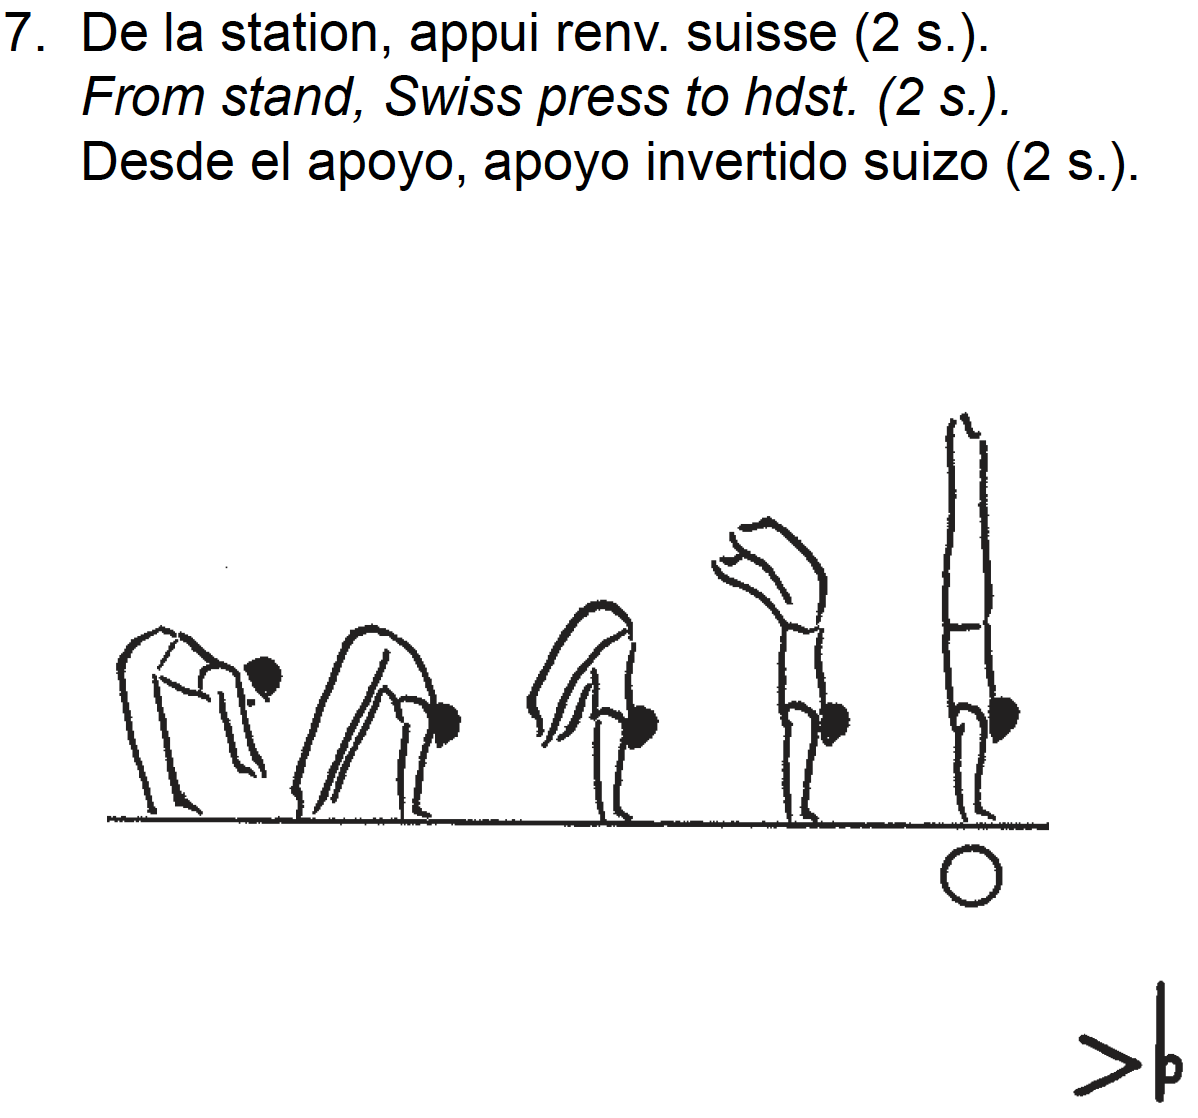 7. De la station, appui renv. suisse (2 s.).
From stand, Swiss press to hdst. (2 s.).
Desde el apoyo, apoyo invertido suizo (2 s.).